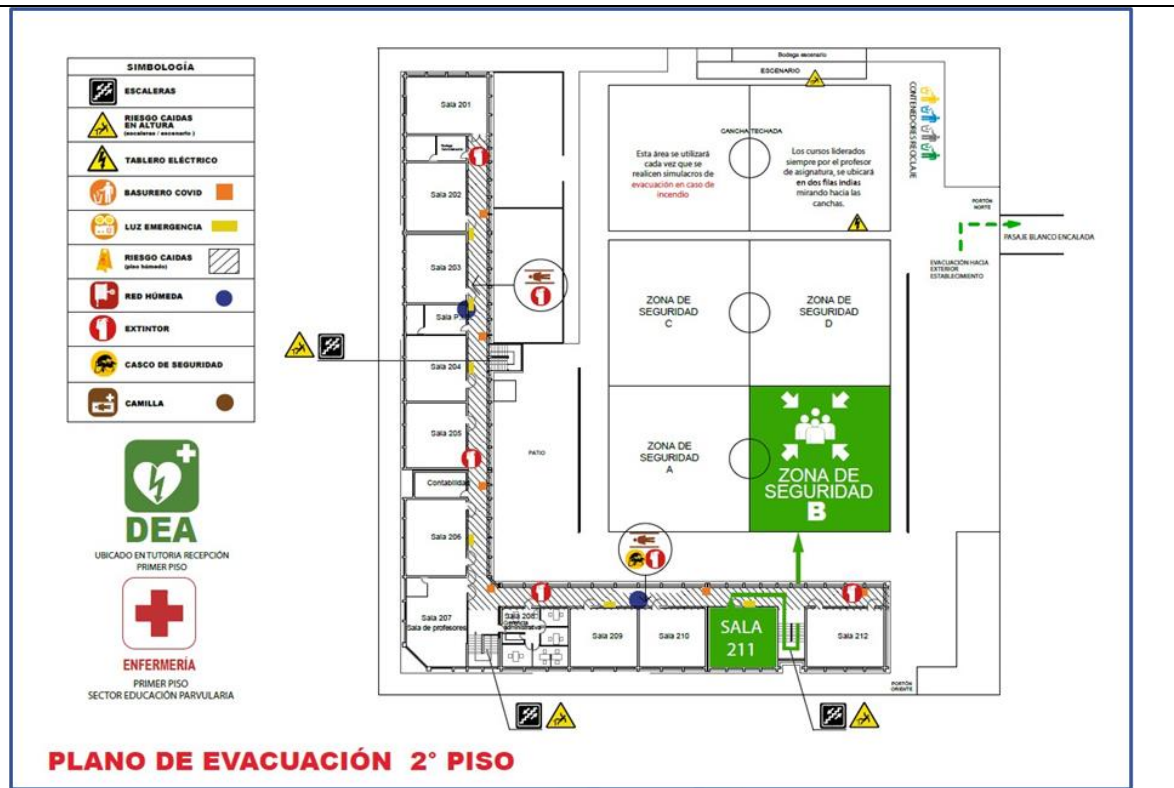 SIMBOLOGÍA
ESCALERAS
RIESGO CAIDAS
EN ALTURA
(escaleras / escenario )
TABLERO ELÉCTRICO
BASURERO COVID
LUZ EMERGENCIA
RIESGO CAIDAS
(piso húmedo)
RED HÚMEDA
EXTINTOR
CASCO DE SEGURIDAD
CAMILLA
DEA
UBICADO EN TUTORIA RECEPCIÓN
PRIMER PISO
ENFERMERÍA
PRIMER PISO
SECTOR EDUCACIÓN PARVULARIA
Bodega escenario
ESCENARIO
CANCHA TECHADA
Esta área se utilizará
cada vez que se
realicen simulacros de
evacuación en caso de
incendio
Los cursos liderados
siempre por el profesor
de asignatura, se ubicará
en dos filas indias
mirando hacia las
canchas.
CONTENEDORES RECICLAJE
PORTÓN
NORTE
PASAJE BLANCO ENCALADA
EVACUACIÓN HACIA
EXTERIOR
ESTABLECIMIENTO
ZONA DE
SEGURIDAD
C
ZONA DE
SEGURIDAD
D
ZONA DE
SEGURIDAD
A
ZONA DE
SEGURIDAD
B
PATIO
Sala 201
Sala 202
Sala 203
Sala P
Sala 204
Sala 205
Contabilidad
Sala 206
Sala 207
Sala de profesores
Sala 208
Sala 209
Sala 210
SALA
211
Sala 212
PORTÓN
ORIENTE
PLANO DE EVACUACIÓN 2° PISO